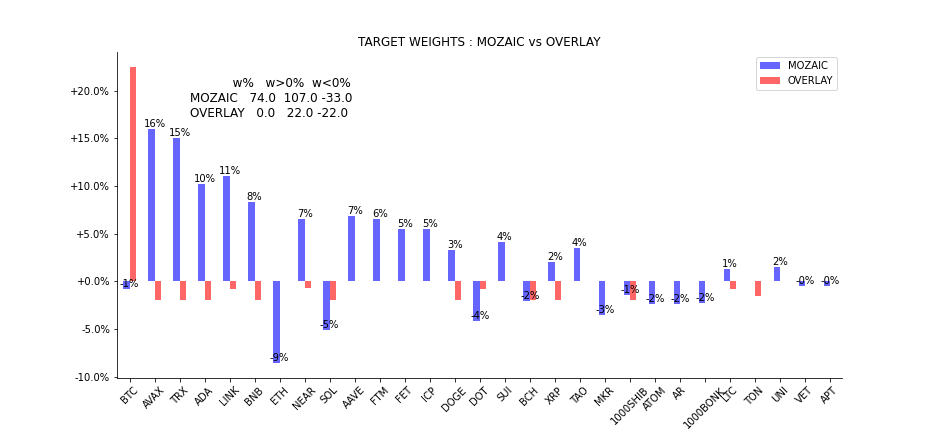 TARGET WEIGHTS : MOZAIC vs OVERLAY
MOZAIC
OVERLAY
w% w>0% w<0%
MOZAIC 74.0 107.0 -33.0
OVERLAY 0.0 22.0 -22.0
+20.0%
+15.0%
+10.0%
+5.0%
+0.0%
-5.0%
-10.0%
-1%
16%
15%
10%
11%
8%
-9%
7%
-5%
7%
6%
5%
5%
3%
-4%
4%
-2%
2%
4%
-3%
-1%
-2%
-2%
-2%
1%
2%
-0%
-0%
BTC
AVAX
TRX
ADA
LINK
BNB
ETH
NEAR
SOL
AAVE
FTM
FET
ICP
DOGE
DOT
SUI
BCH
XRP
TAO
MKR
1000SHIB
ATOM
AR
1000BONK
LTC
TON
UNI
VET
APT